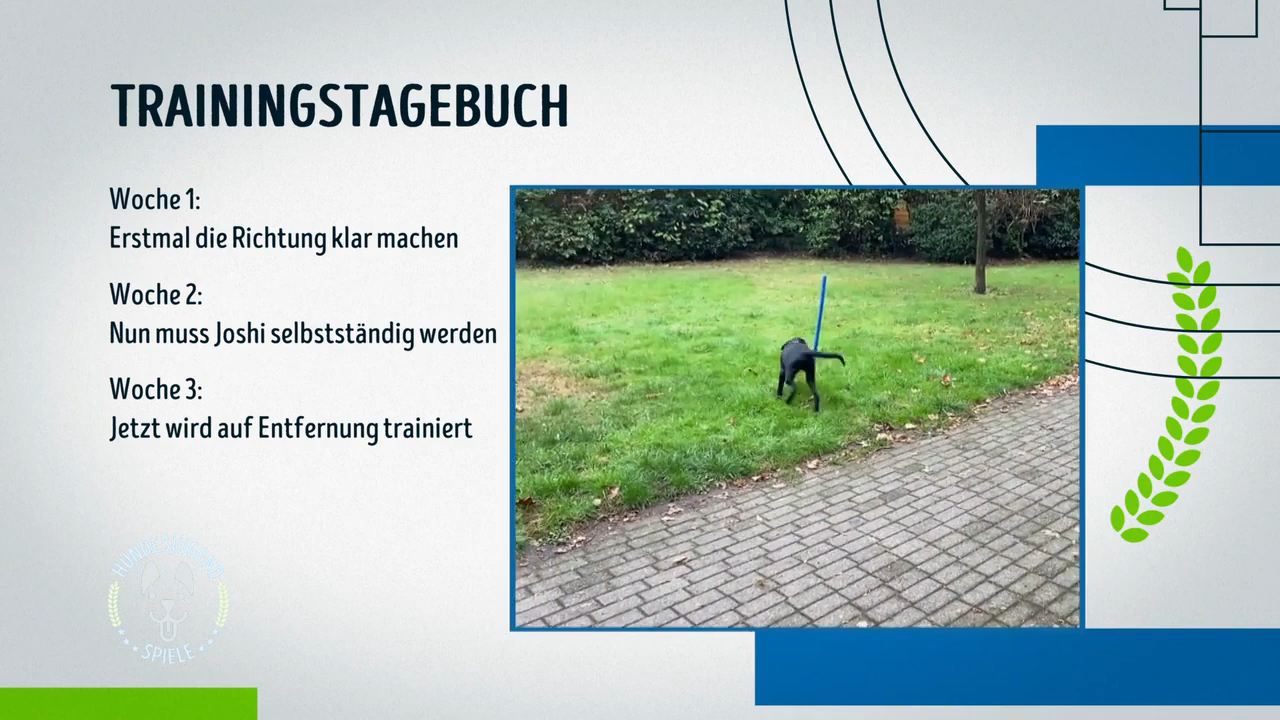 TRAININGSTAGEBUCH
Woche 1:
Erstmal die Richtung klar machen
Woche 2:
Nun muss Joshi selbstständig werden
Woche 3:
Jetzt wird auf Entfernung trainiert
SPIELE